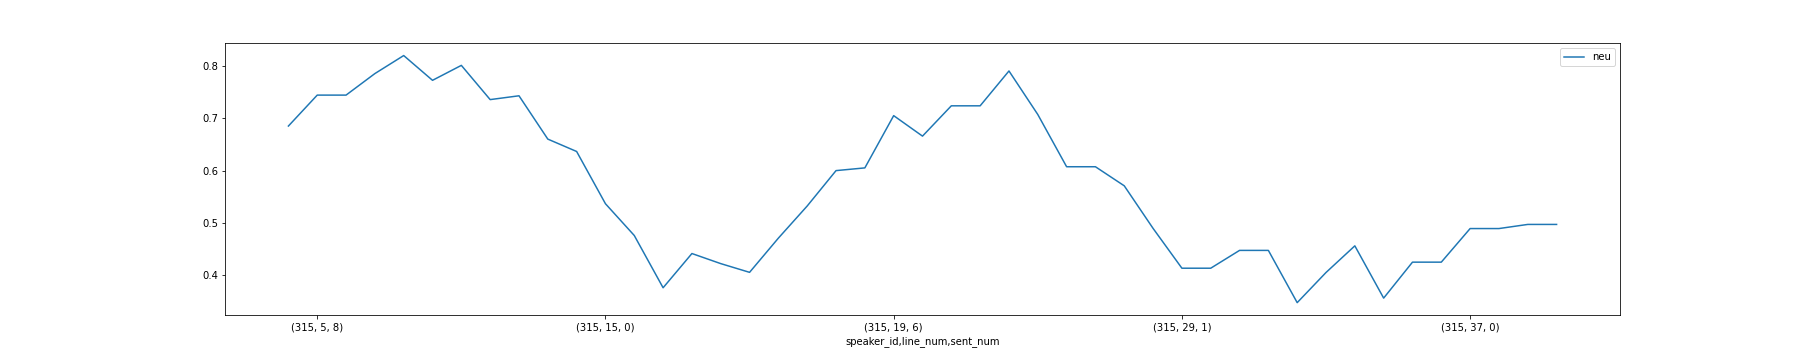 neu
0.8
0.7
0.6
0.5
0.4
(315, 5, 8) (315, 15, 0) (315, 19, 6) (315, 29, 1) (315, 37, 0)
speaker_id,line_num,sent_num